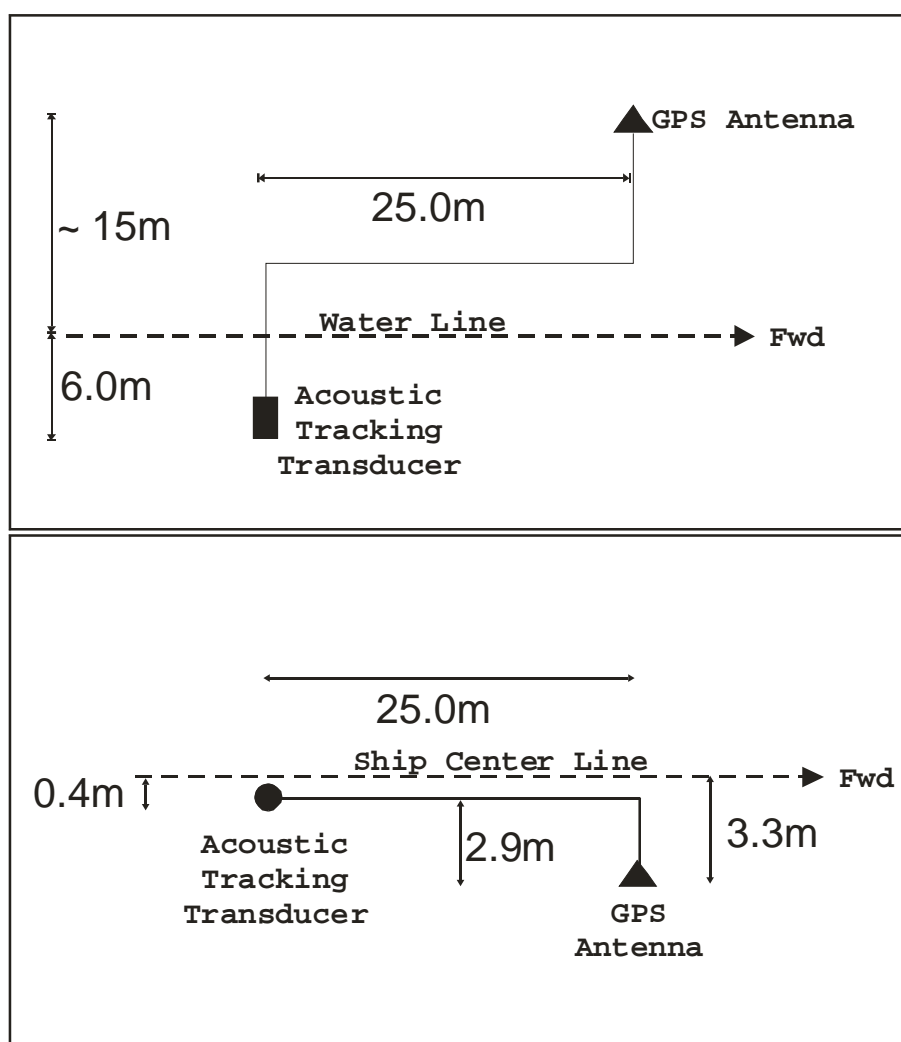 GPS Antenna
25.0m
~ 15m
Water Line
Fwd
6.0m
Acoustic
Tracking
Transducer
25.0m
Ship Center Line
Fwd
0.4m
3.3m
2.9m
Acoustic
Tracking
Transducer
GPS
Antenna